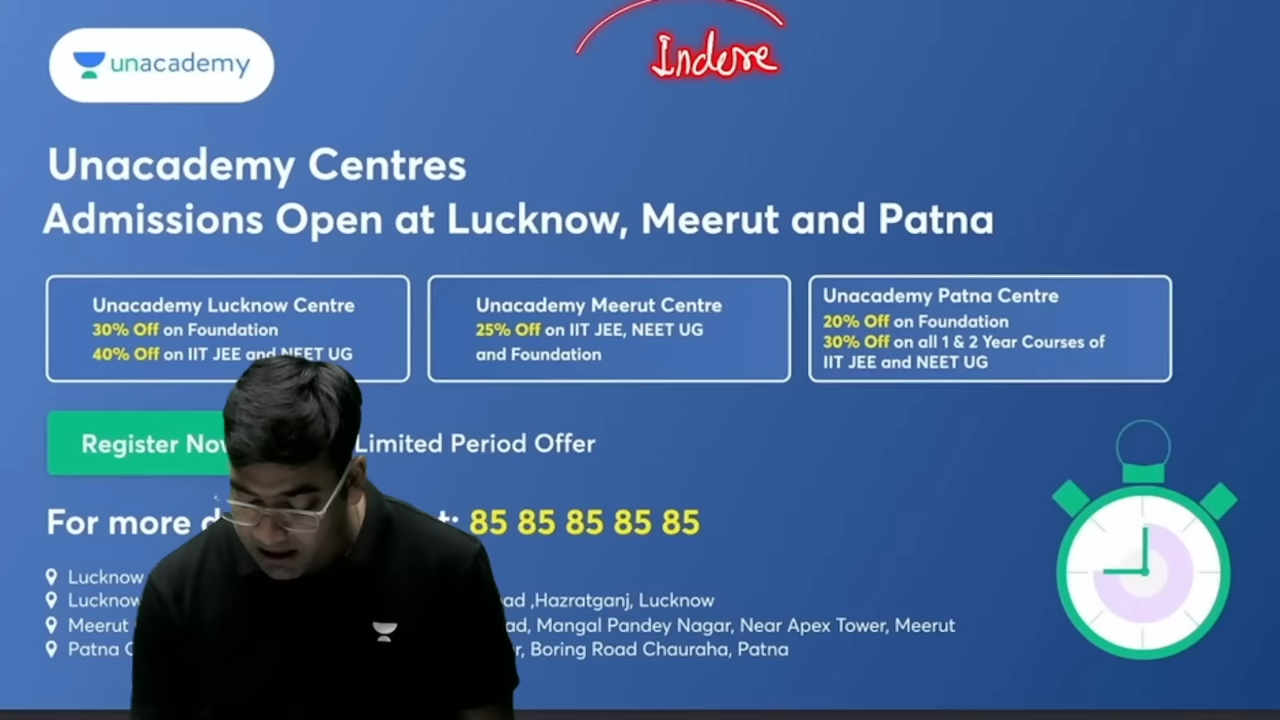 Indore
unacademy
Unacademy Centres
Admissions Open at Lucknow, Meerut and Patna
Unacademy Lucknow Centre
30% Off on Foundation
40% Off on IIT JEE and NEET UG
Unacademy Meerut Centre
25% Off on IIT JEE, NEET UG
and Foundation
Unacademy Patna Centre
20% Off on Foundation
30% Off on all 1 & 2 Year Courses of
IIT JEE and NEET UG
Register Now
Limited Period Offer
For more 85 85 85 85 85
Lucknow
Lucknow ,Hazratganj, Lucknow
Meerut Mangal Pandey Nagar, Near Apex Tower, Meerut
Patna Boring Road Chauraha, Patna